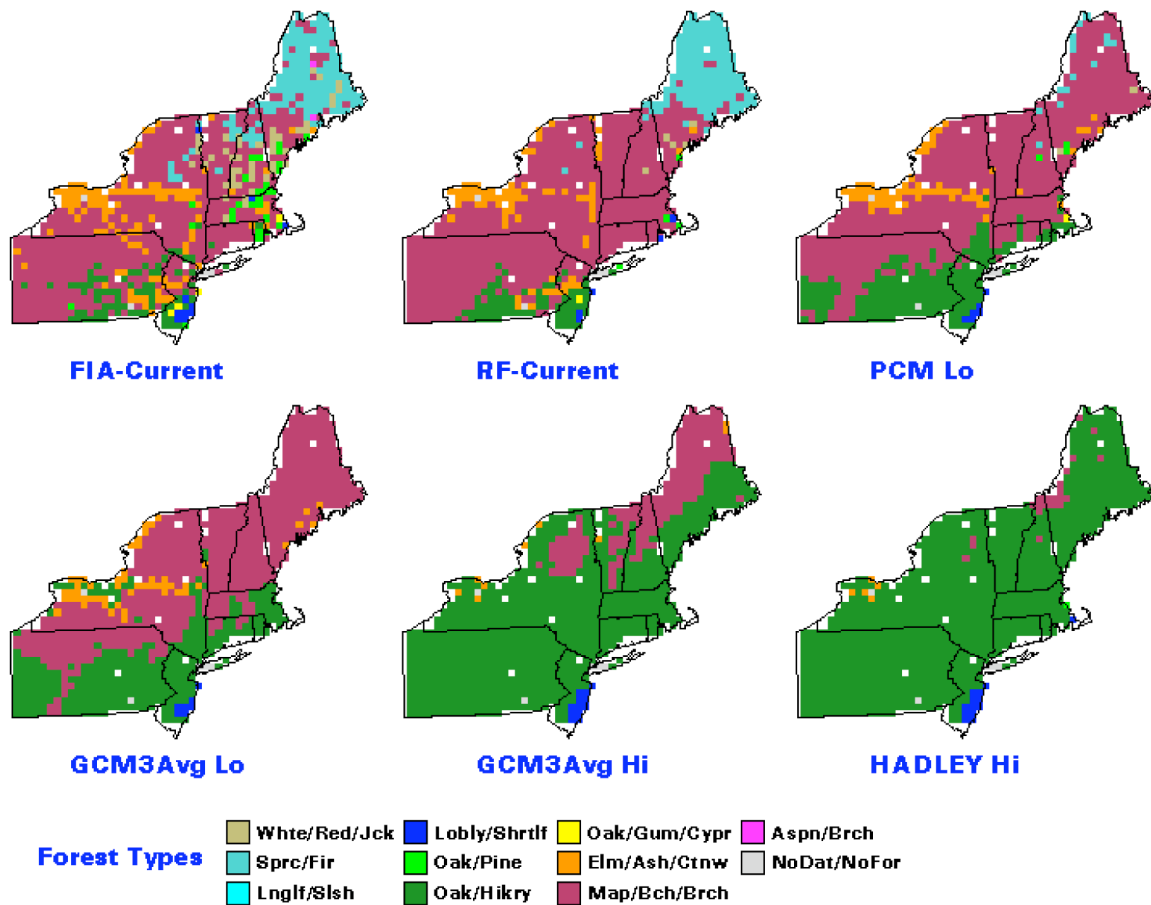 FIA-Current RF-Current PCM Lo
GCM3Avg Lo GCM3Avg Hi HADLEY Hi
Forest Types
Whte/Red/Jck Lobly/Shrtlf Oak/Gum/Cypr Aspn/Brch
Sprc/Fir Oak/Pine Elm/Ash/Ctnw NoDat/NoFor
Lnglf/Slsh Oak/Hikry Map/Bch/Brch